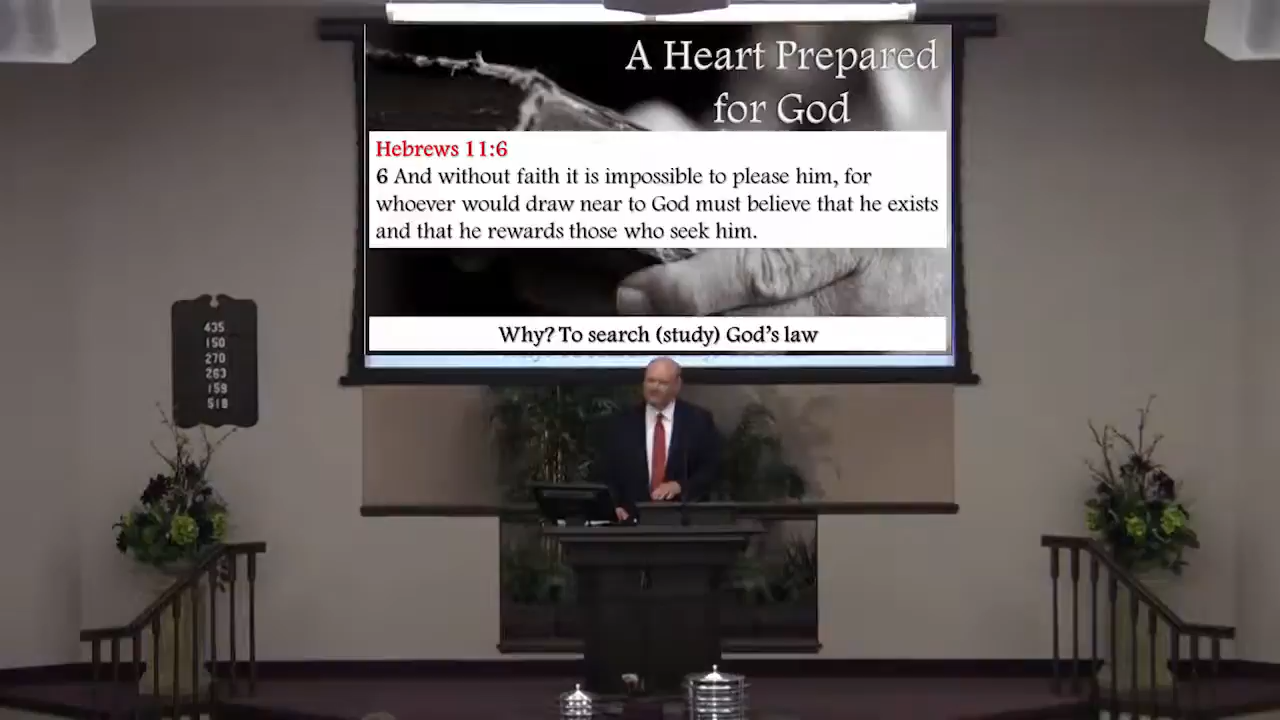 A Heart Prepared
for God
Hebrews 11:6
6 And without faith it is impossible to please him, for
whoever would draw near to God must believe that he exists
and that he rewards those who seek him.
Why? To search (study) God's law
435
150
270
263
159
518